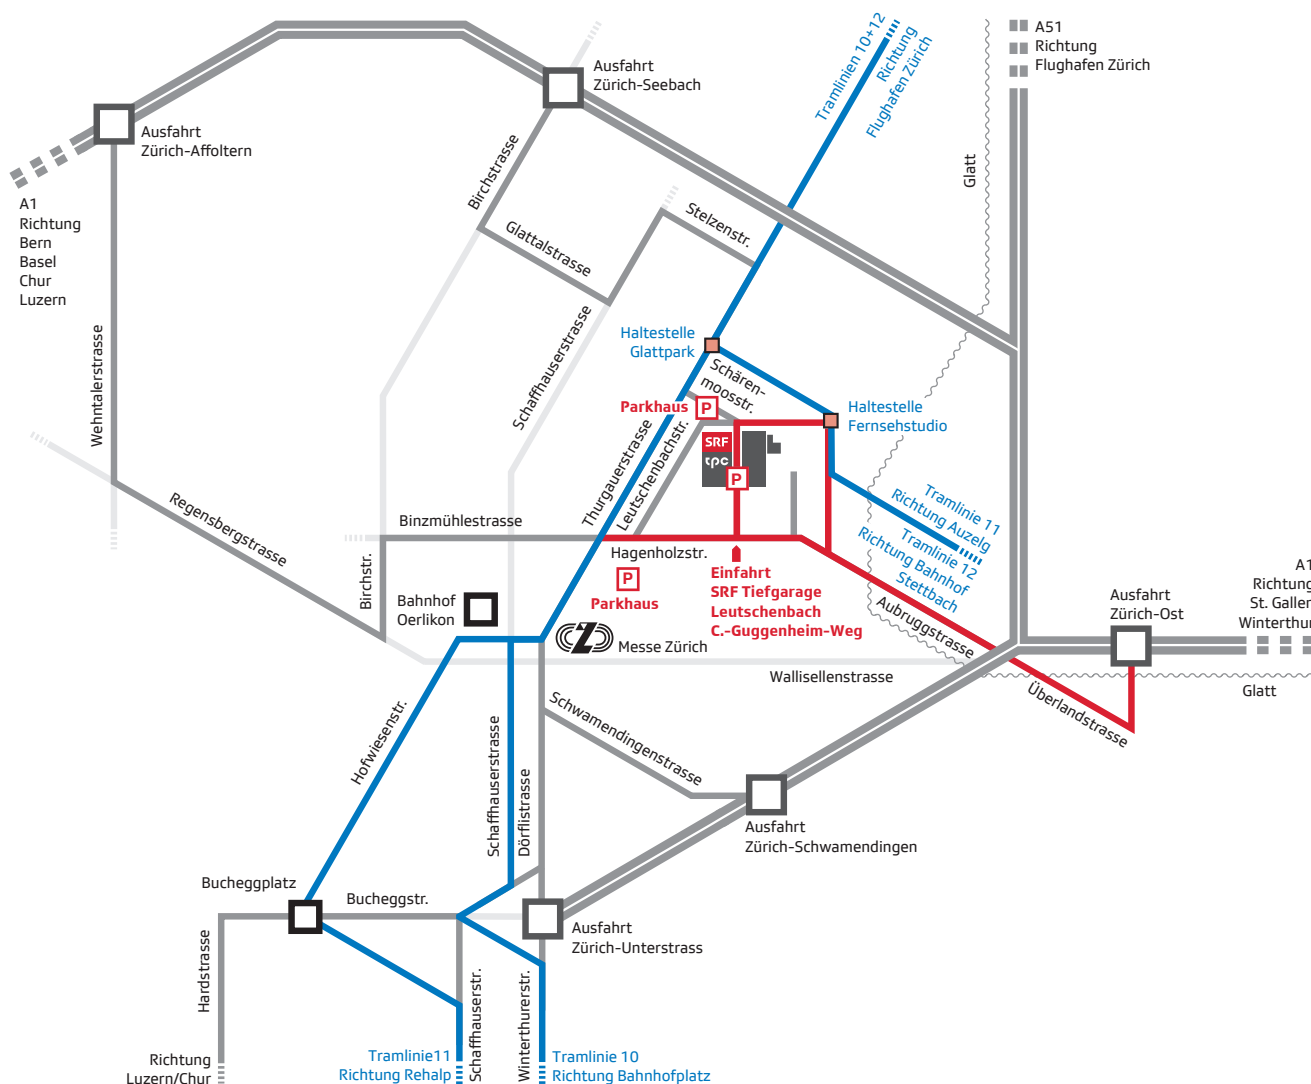 A51
Richtung
Flughafen Zürich
Tramlinien 10+12
Richtung
Flughafen Zürich
Ausfahrt
Zürich-Seebach
Ausfahrt
Zürich-Affoltern
A1
Richtung
Bern
Basel
Chur
Luzern
Birchstrasse
Glattalstrasse
Stelzenstr.
Glatt
Wehntalerstrasse
Schaffhauserstrasse
Haltestelle
Glattpark
Schären-
moosstr.
Parkhaus
P
Haltestelle
Fernsehstudio
SRF
tpc
P
Thurgauerstrasse
Leutschenbachstr.
Regensbergstrasse
Binzmühlestrasse
Hagenholzstr.
P
Parkhaus
Einfahrt
SRF Tiefgarage
Leutschenbach
C.-Guggenheim-Weg
Tramlinie 11
Richtung Auzelg
Tramlinie 12
Richtung Bahnhof
Stettbach
Aubruggstrasse
Birchstr.
Bahnhof
Oerlikon
Z
Messe Zürich
Ausfahrt
Zürich-Ost
A1
Richtung
St. Gallen
Winterthur
Wallisellenstrasse
Überlandstrasse
Glatt
Hofwiesenstr.
Schaffhauserstrasse
Dörflistrasse
Schwamendingenstrasse
Ausfahrt
Zürich-Schwamendingen
Bucheggplatz
Bucheggstr.
Ausfahrt
Zürich-Unterstrass
Hardstrasse
Schaffhauserstr.
Winterthurerstr.
Richtung
Luzern/Chur
Tramlinie11
Richtung Rehalp
Tramlinie 10
Richtung Bahnhofplatz